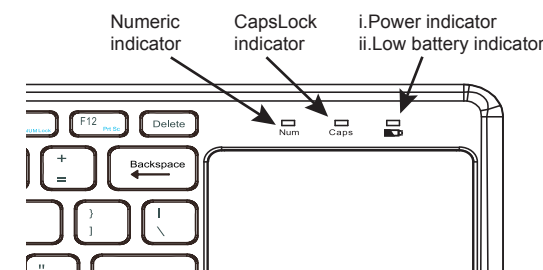 Numeric
indicator
CapsLock
indicator
i.Power indicator
ii.Low battery indicator
F12
Prt Sc
Delete
Num
Caps
+
=
Backspace
}
]
|
\
"